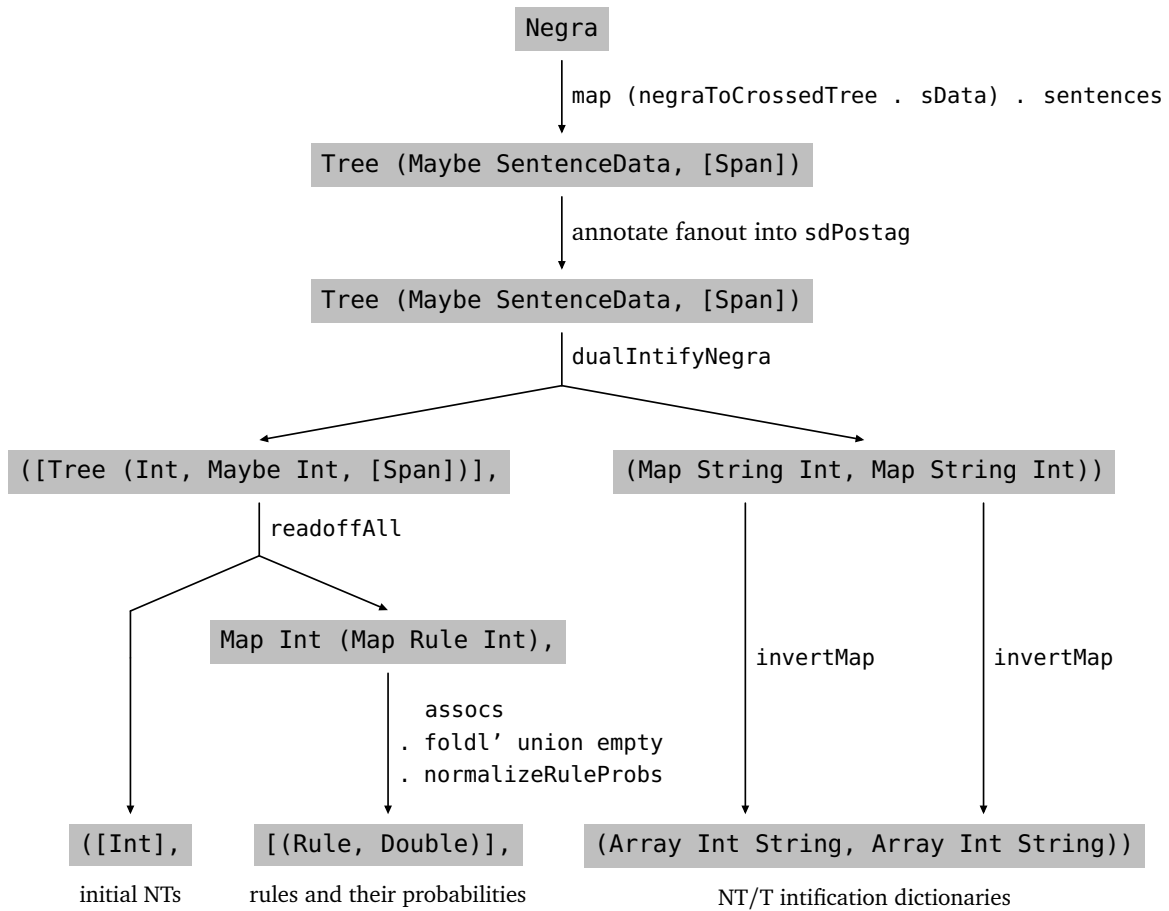 Negra
map (negraToCrossedTree . sData) . sentences
Tree (Maybe SentenceData, [Span])
annotate fanout into sdPostag
Tree (Maybe SentenceData, [Span])
dualIntifyNegra
([Tree (Int, Maybe Int, [Span])],
(Map String Int, Map String Int))
readoffAll
Map Int (Map Rule Int),
invertMap
invertMap
assocs
. foldl’ union empty
. normalizeRuleProbs
([Int],
[(Rule, Double)],
(Array Int String, Array Int String))
initial NTs
rules and their probabilities
NT/T intification dictionaries